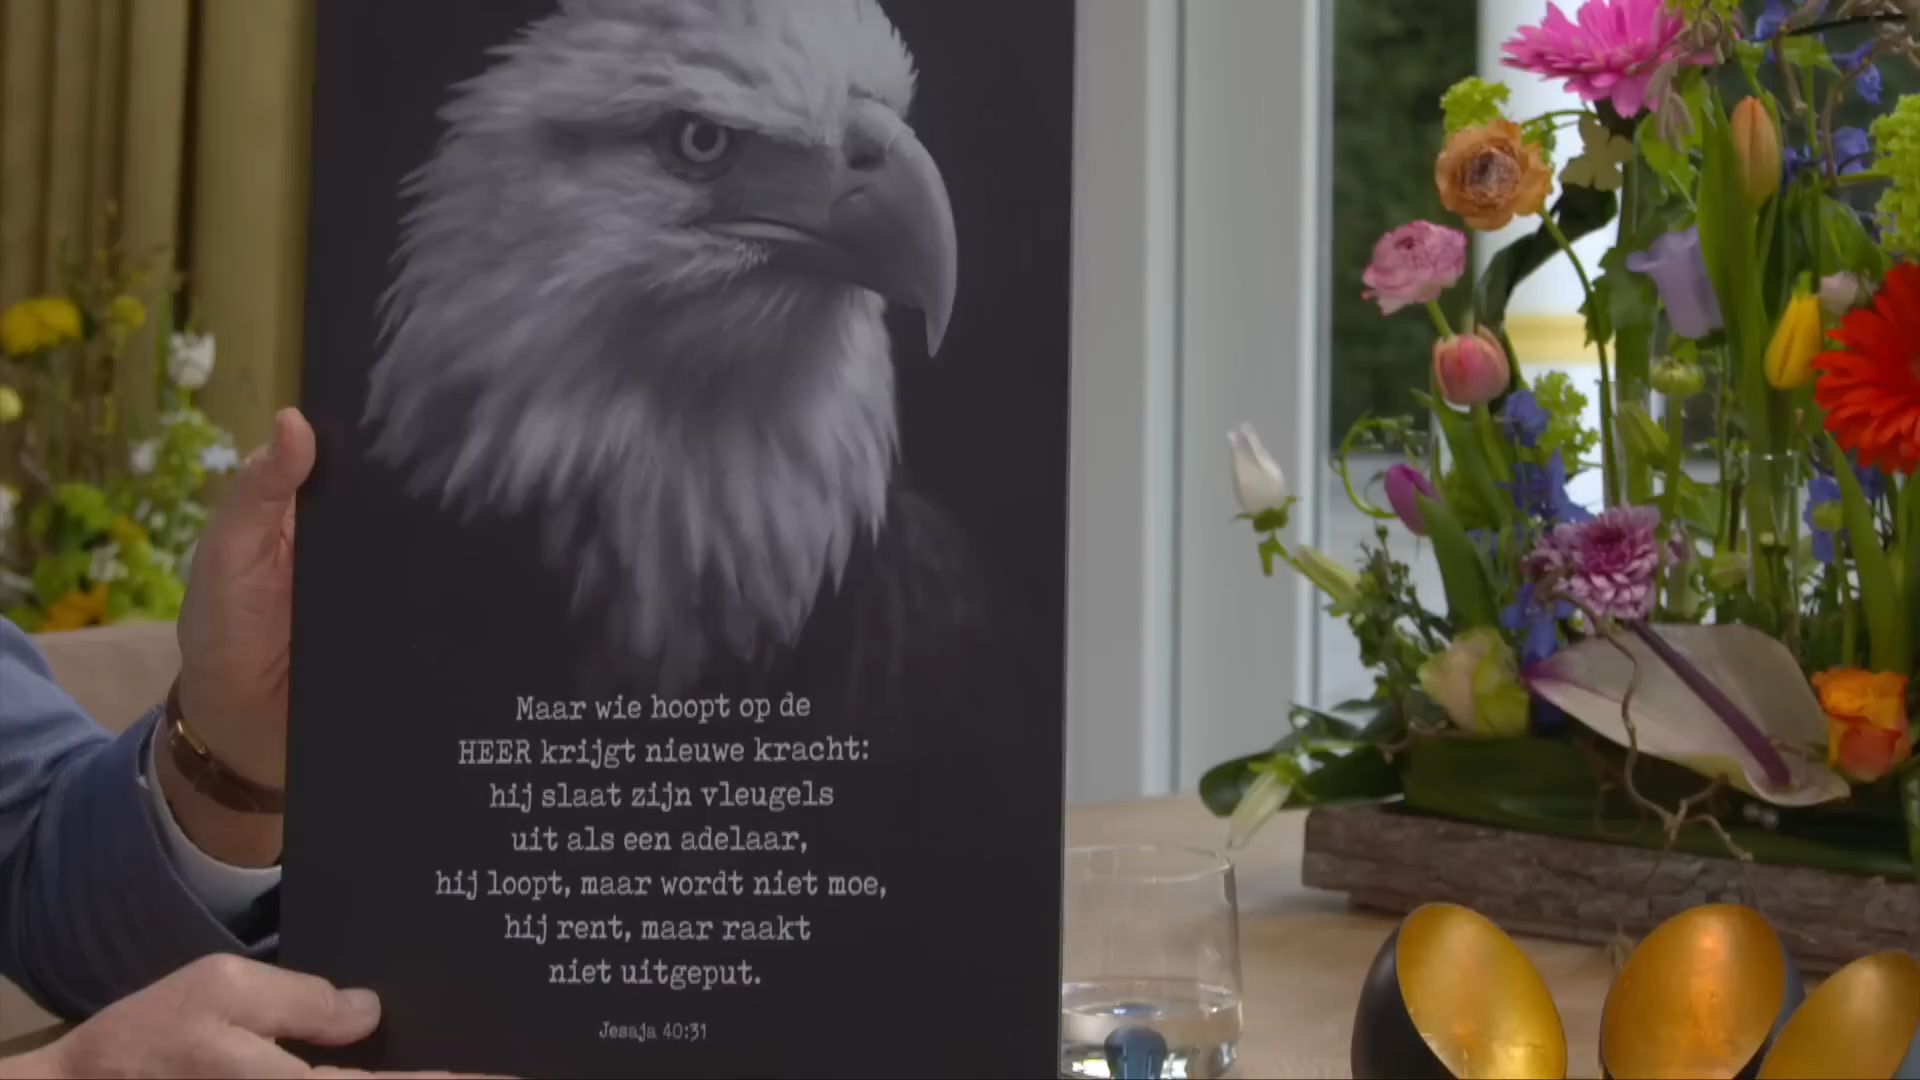 Maar wie hoopt op de
HEER krijgt nieuwe kracht:
hij slaat zijn vleugels
uit als een adelaar,
hij loopt, maar wordt niet moe,
hij rent, maar raakt
niet uitgeput.
Jesaja 40:31